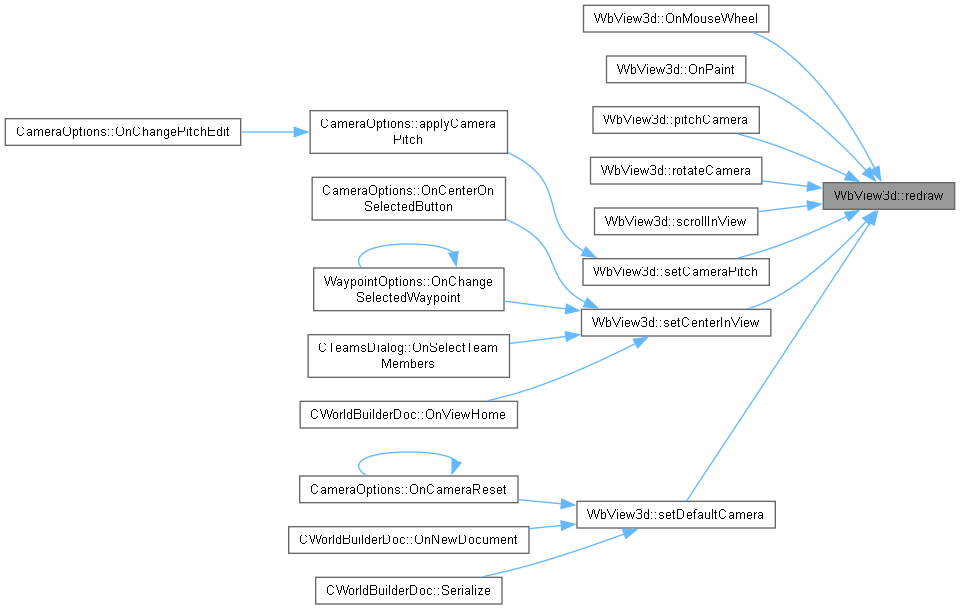 WbView3d::OnMouseWheel
WbView3d::OnPaint
WbView3d::pitchCamera
CameraOptions::applyCamera
Pitch
CameraOptions::OnChangePitchEdit
WbView3d::rotateCamera
WbView3d::redraw
CameraOptions::OnCenterOn
SelectedButton
WbView3d::scrollInView
WbView3d::setCameraPitch
WaypointOptions::OnChange
SelectedWaypoint
WbView3d::setCenterInView
CTeamsDialog::OnSelectTeam
Members
CWorldBuilderDoc::OnViewHome
CameraOptions::OnCameraReset
WbView3d::setDefaultCamera
CWorldBuilderDoc::OnNewDocument
CWorldBuilderDoc::Serialize